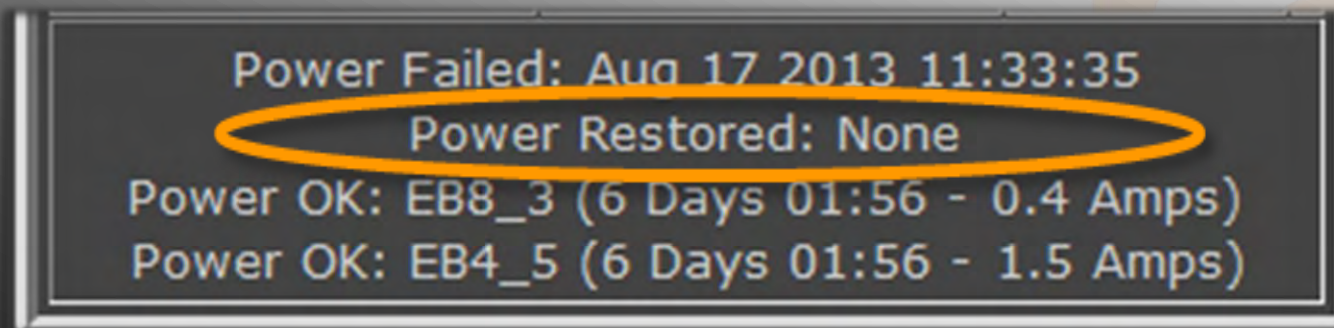 Power Failed: Aug 17 2013 11:33:35
Power Restored: None
Power OK: EB8_3 (6 Days 01:56 - 0.4 Amps)
Power OK: EB4_5 (6 Days 01:56 - 1.5 Amps)